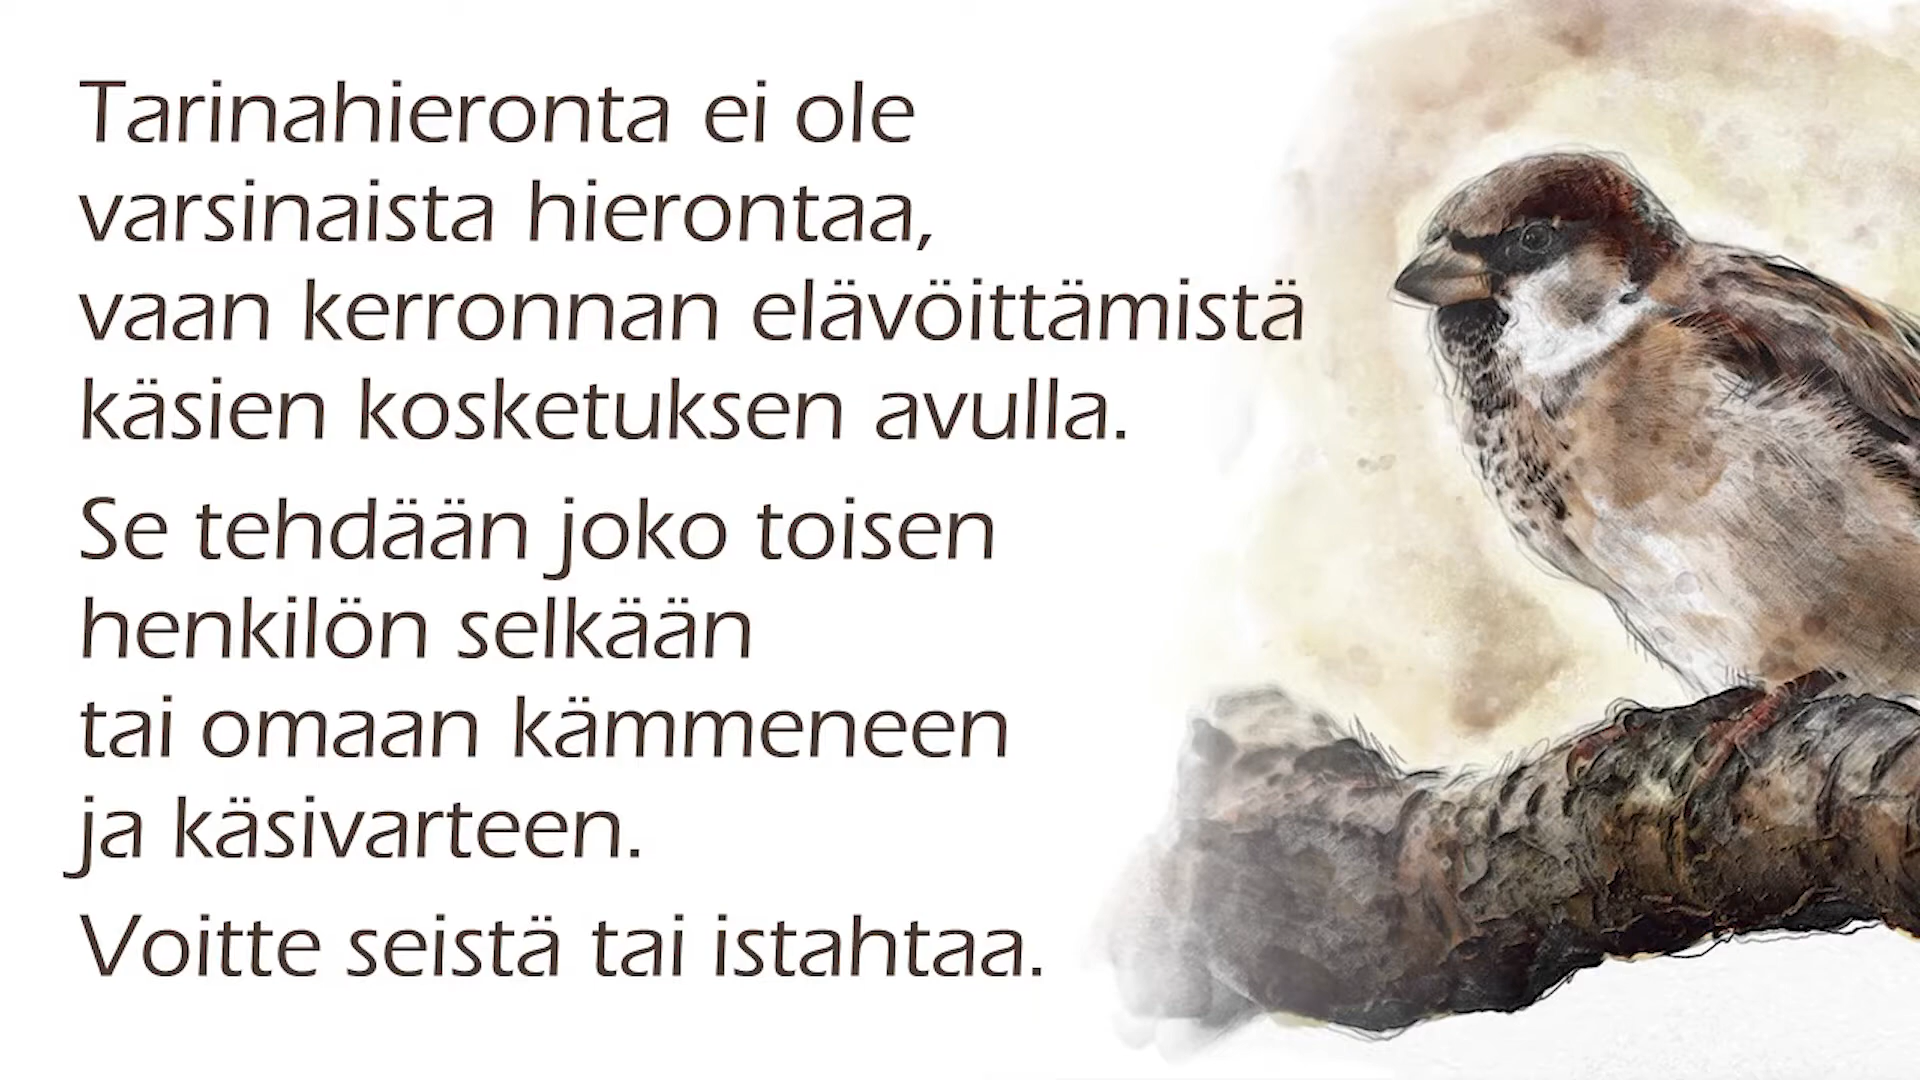 Tarinahieronta ei ole
varsinaista hierontaa,
vaan kerronnan elävöittämistä
käsien kosketuksen avulla.
Se tehdään joko toisen
henkilön selkään
tai omaan kämmeneen
ja käsivarteen.
Voitte seistä tai istahtaa.